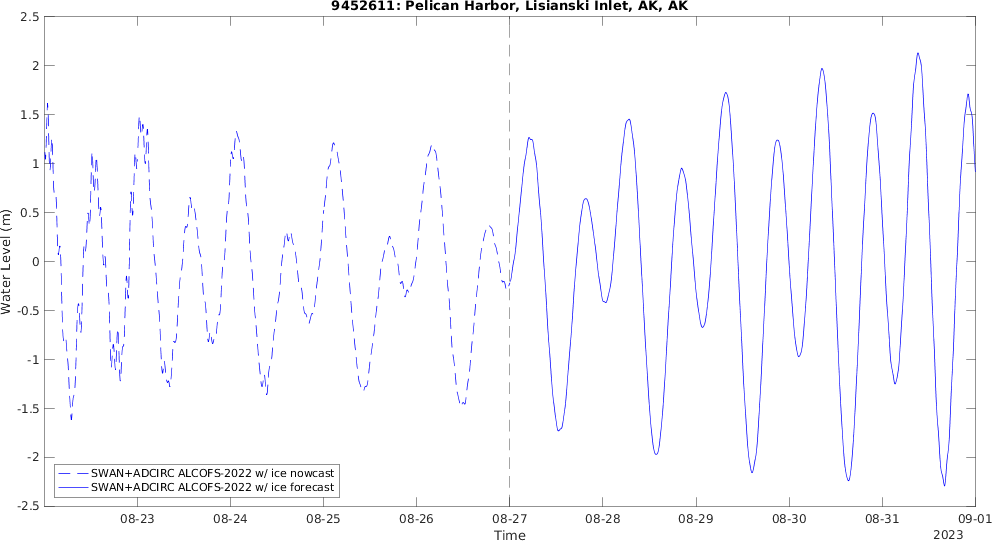 9452611: Pelican Harbor, Lisianski Inlet, AK, AK
2.5
2
1.5
1
0.5
0
-0.5
-1
-1.5
-2
-2.5
Water Level (m)
SWAN+ADCIRC ALCOFS-2022 w/ ice nowcast
SWAN+ADCIRC ALCOFS-2022 w/ ice forecast
08-23 08-24 08-25 08-26 08-27 08-28 08-29 08-30 08-31 09-01
Time
2023